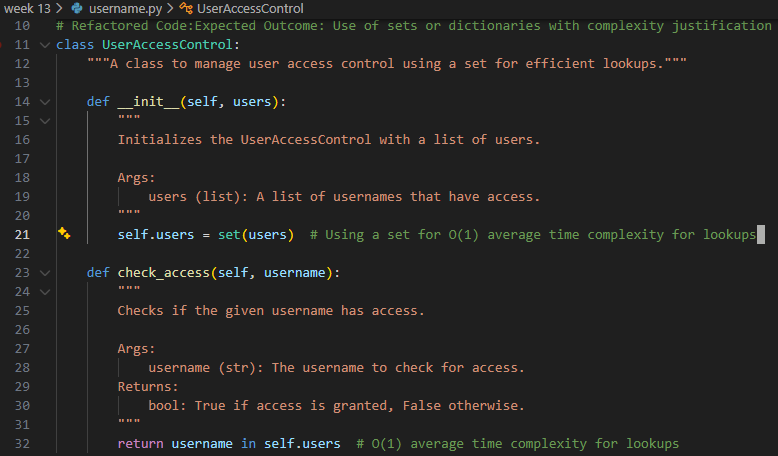 week 13 > username.py > UserAccessControl
10 # Refactored Code:Expected Outcome: Use of sets or dictionaries with complexity justification
11 class UserAccessControl:
12     """A class to manage user access control using a set for efficient lookups."""
13
14     def __init__(self, users):
15         """
16         Initializes the UserAccessControl with a list of users.
17
18         Args:
19             users (list): A list of usernames that have access.
20         """
21         self.users = set(users)  # Using a set for O(1) average time complexity for lookups
22
23     def check_access(self, username):
24         """
25         Checks if the given username has access.
26
27         Args:
28             username (str): The username to check for access.
29         Returns:
30             bool: True if access is granted, False otherwise.
31         """
32         return username in self.users  # O(1) average time complexity for lookups